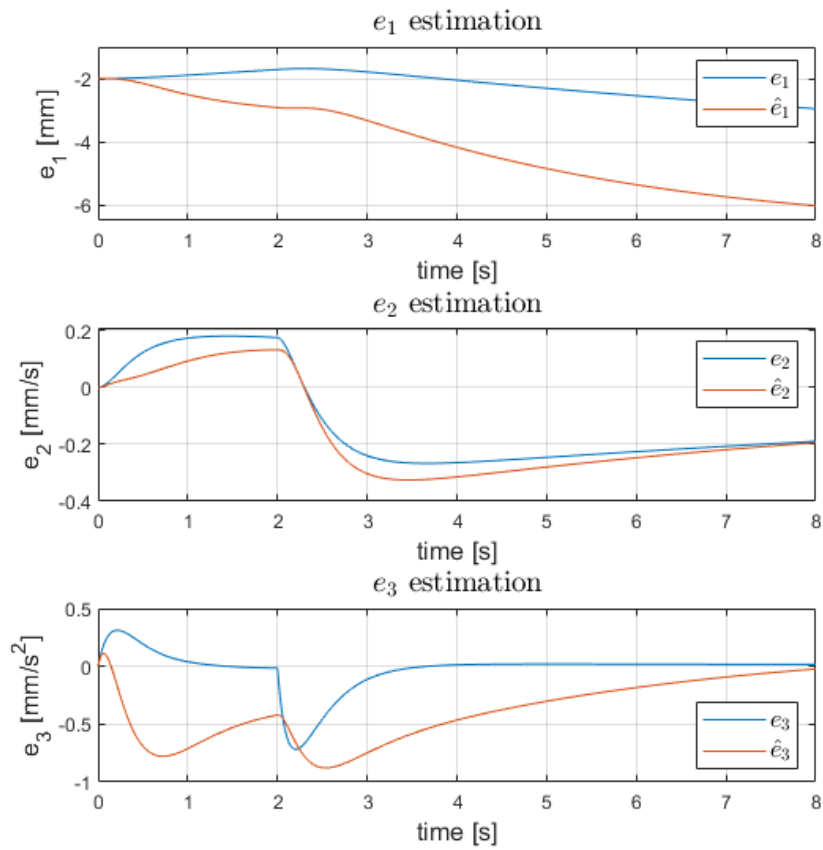 e₁ estimation
e₁ [mm]
-2
-4
-6
e₁
ê₁
0 1 2 3 4 5 6 7 8
time [s]
e₂ estimation
e₂ [mm/s]
0.2
0
-0.2
-0.4
e₂
ê₂
0 1 2 3 4 5 6 7 8
time [s]
e₃ estimation
e₃ [mm/s²]
0.5
0
-0.5
-1
e₃
ê₃
0 1 2 3 4 5 6 7 8
time [s]